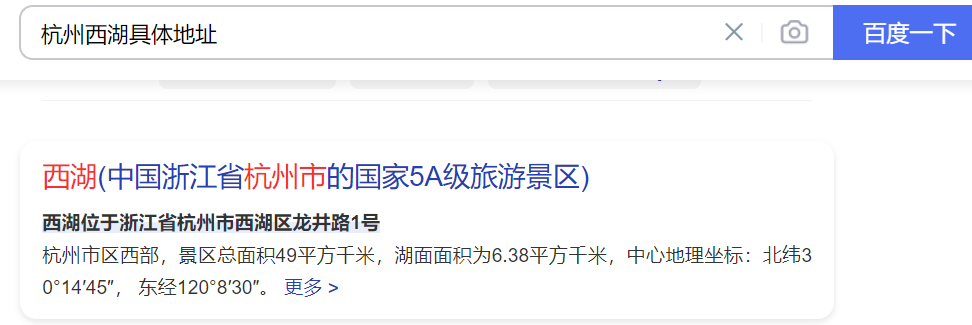 杭州西湖具体地址
百度一下
西湖(中国浙江省杭州市的国家5A级旅游景区)
西湖位于浙江省杭州市西湖区龙井路1号
杭州市区西部，景区总面积49平方千米，湖面面积为6.38平方千米，中心地理坐标：北纬3
0°14′45″， 东经120°8′30″。 更多 >